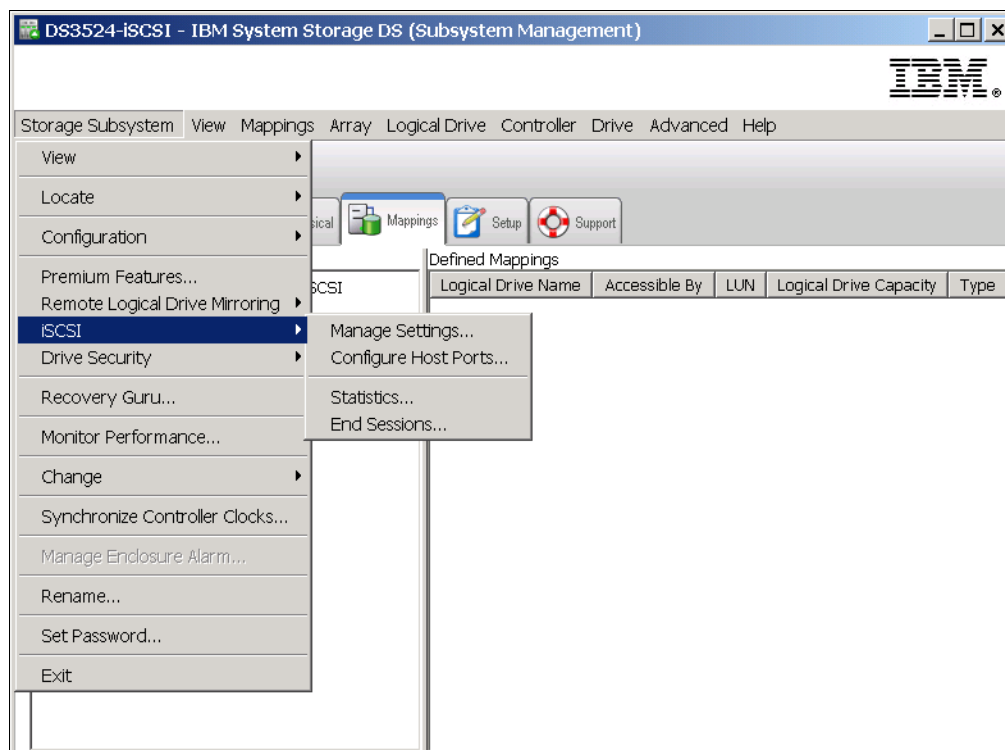 DS3524-iSCSI - IBM System Storage DS (Subsystem Management)
IBM®
Storage Subsystem View Mappings Array Logical Drive Controller Drive Advanced Help
View
Locate
Configuration
Premium Features...
Remote Logical Drive Mirroring
iSCSI
Drive Security
Recovery Guru...
Monitor Performance...
Change
Synchronize Controller Clocks...
Manage Enclosure Alarm...
Rename...
Set Password...
Exit
Manage Settings...
Configure Host Ports...
Statistics...
End Sessions...
Mappings Setup Support
Defined Mappings
Logical Drive Name Accessible By LUN Logical Drive Capacity Type